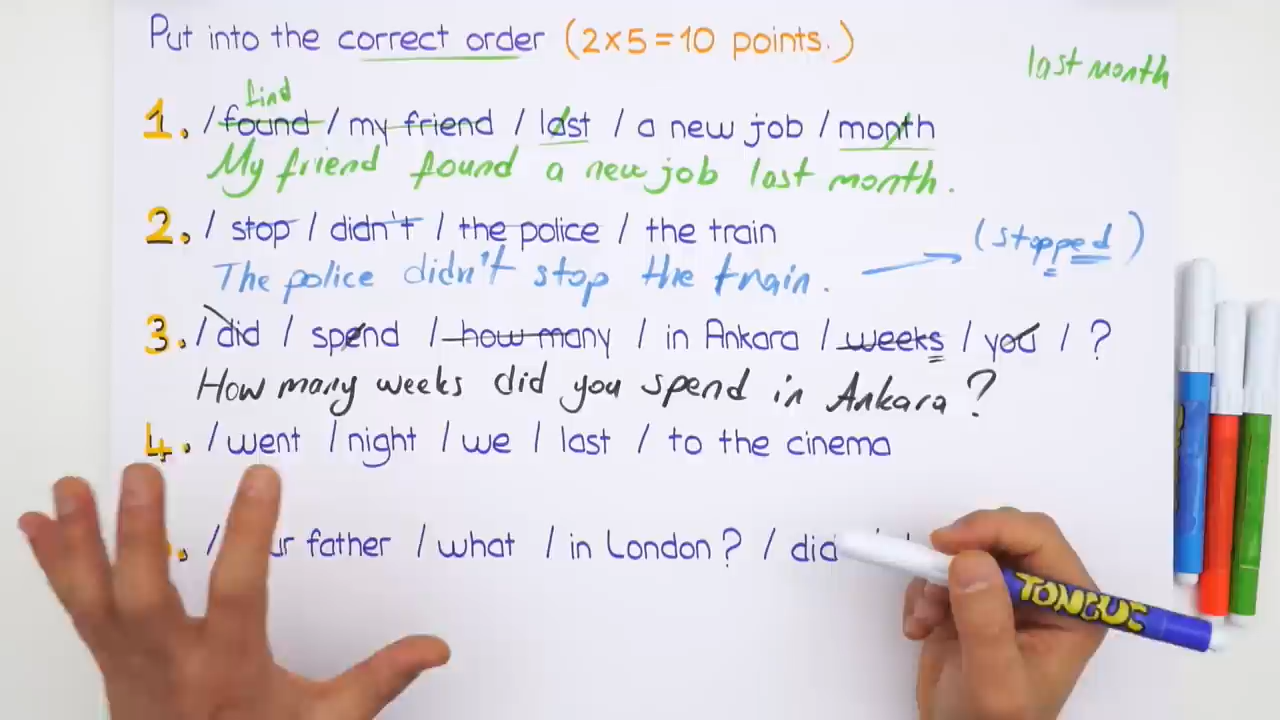 Put into the correct order (2x5=10 points.)
last month
find
1. / found / my friend / last / a new job / month
My friend found a new job last month.
2. / stop / didn't / the police / the train
(stopped)
The police didn't stop the train.
3. / did / spend / how many / in Ankara / weeks / you / ?
How many weeks did you spend in Ankara?
4. / went / night / we / last / to the cinema
/ father / what / in London? / did
TONGUC